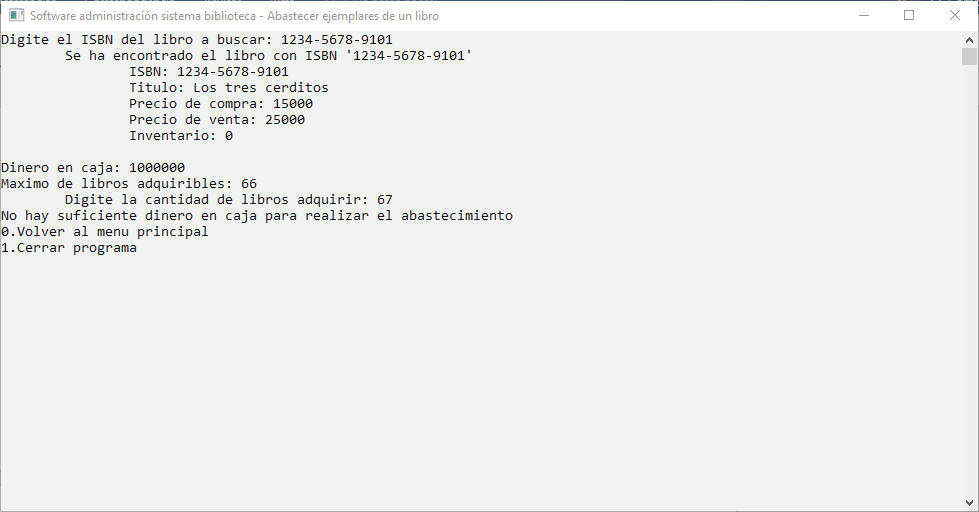 Software administración sistema biblioteca - Abastecer ejemplares de un libro
Digite el ISBN del libro a buscar: 1234-5678-9101
Se ha encontrado el libro con ISBN '1234-5678-9101'
ISBN: 1234-5678-9101
Titulo: Los tres cerditos
Precio de compra: 15000
Precio de venta: 25000
Inventario: 0
Dinero en caja: 1000000
Maximo de libros adquiribles: 66
Digite la cantidad de libros adquirir: 67
No hay suficiente dinero en caja para realizar el abastecimiento
0.Volver al menu principal
1.Cerrar programa